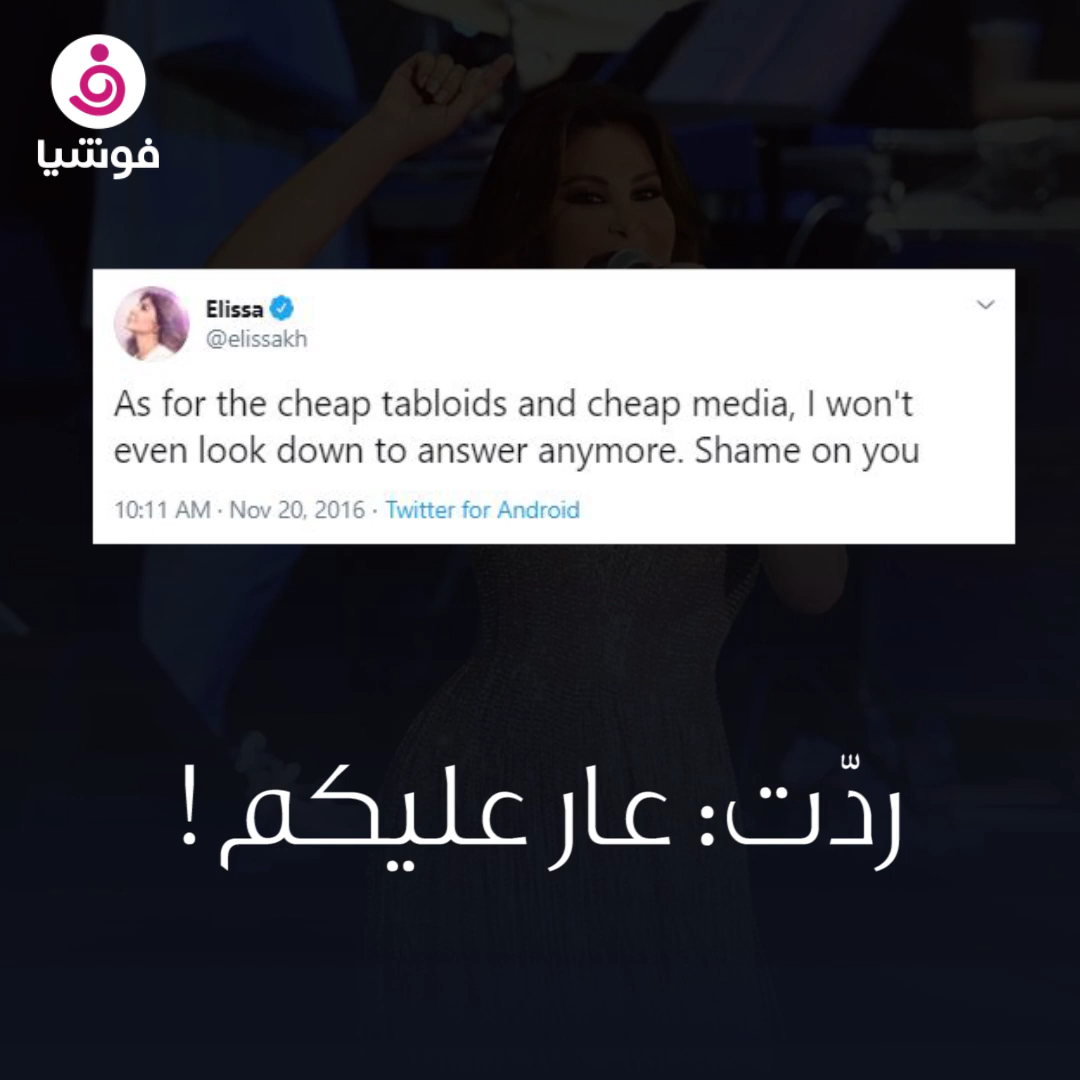 فوشيا
Elissa
@elissakh
As for the cheap tabloids and cheap media, I won't
even look down to answer anymore. Shame on you
10:11 AM · Nov 20, 2016 · Twitter for Android
ردّت: عار عليكم !